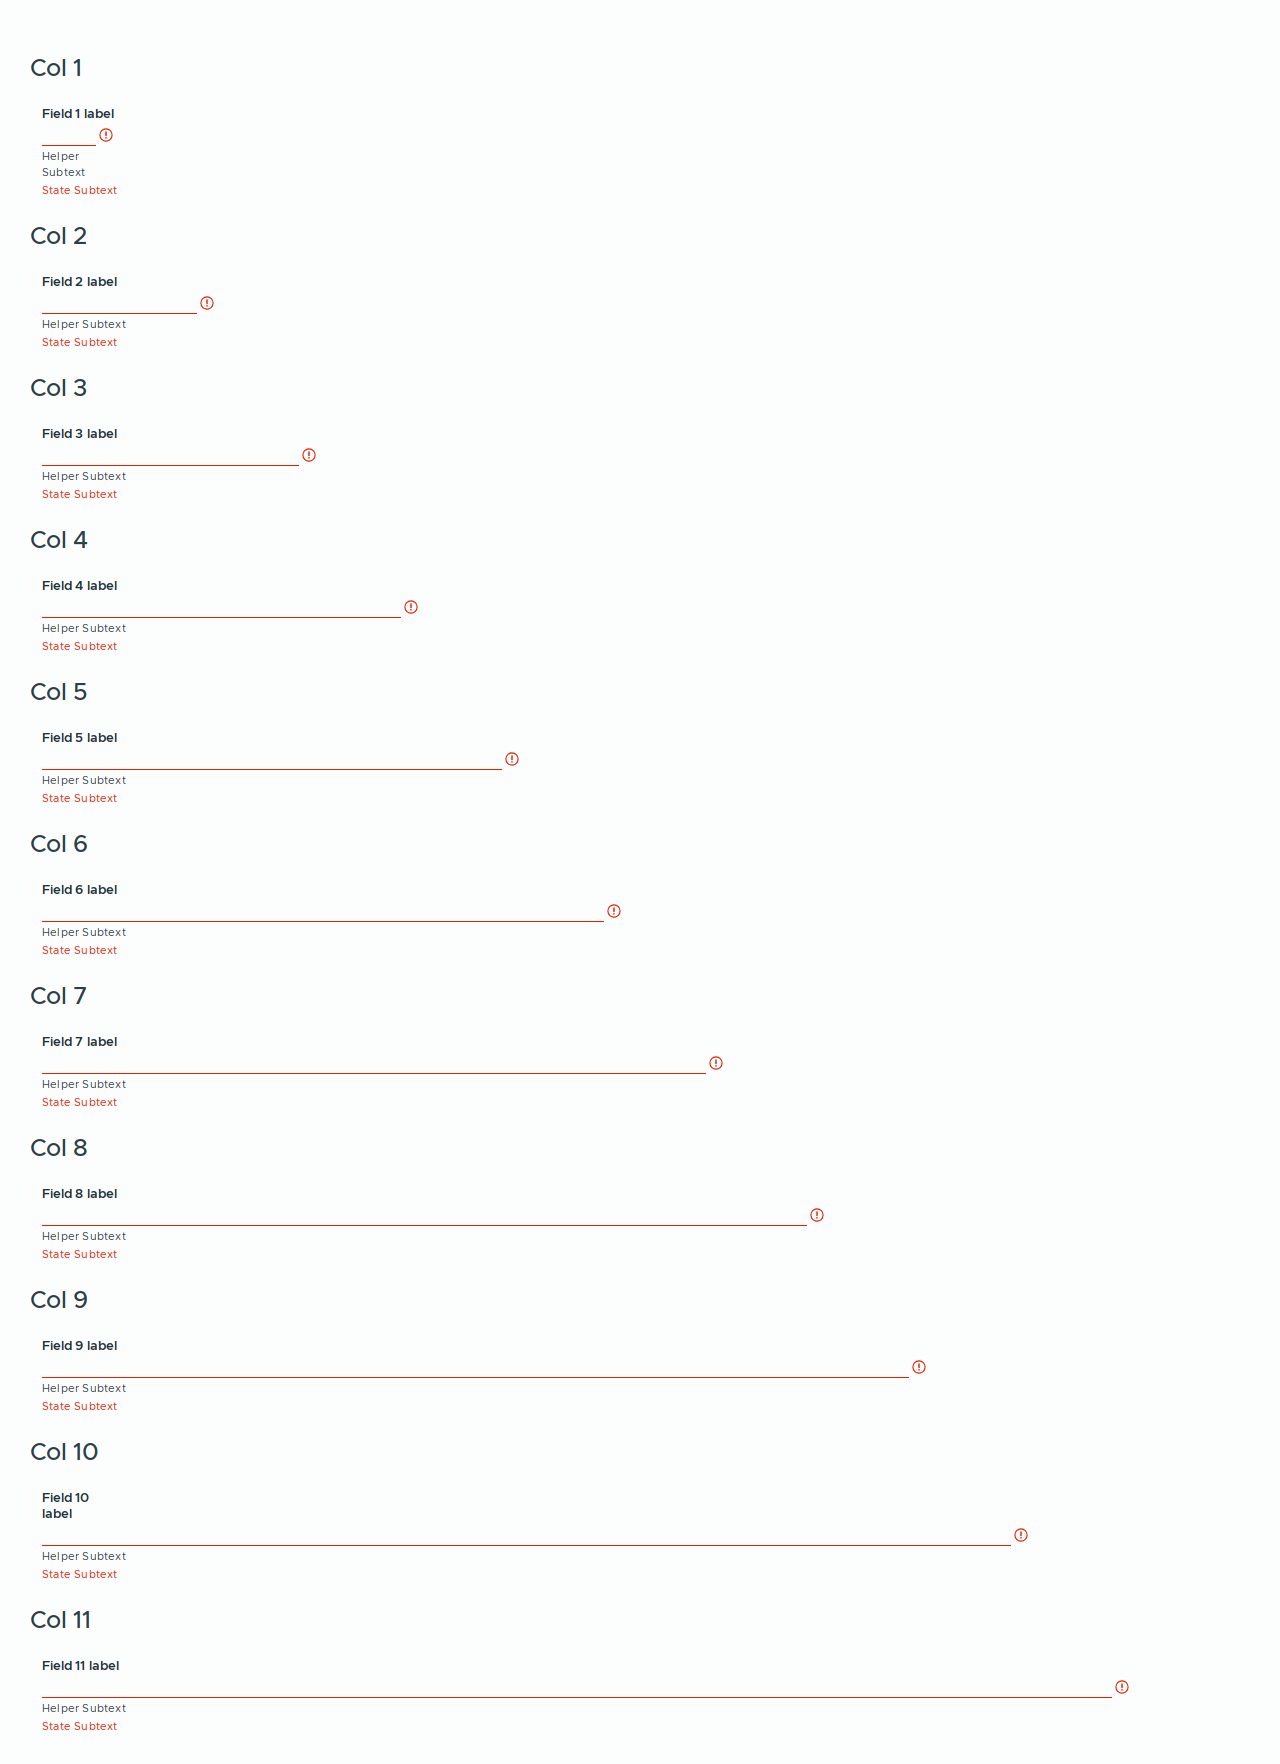 Col 1
Field 1 label
Helper
Subtext
State Subtext
Col 2
Field 2 label
Helper Subtext
State Subtext
Col 3
Field 3 label
Helper Subtext
State Subtext
Col 4
Field 4 label
Helper Subtext
State Subtext
Col 5
Field 5 label
Helper Subtext
State Subtext
Col 6
Field 6 label
Helper Subtext
State Subtext
Col 7
Field 7 label
Helper Subtext
State Subtext
Col 8
Field 8 label
Helper Subtext
State Subtext
Col 9
Field 9 label
Helper Subtext
State Subtext
Col 10
Field 10
label
Helper Subtext
State Subtext
Col 11
Field 11 label
Helper Subtext
State Subtext